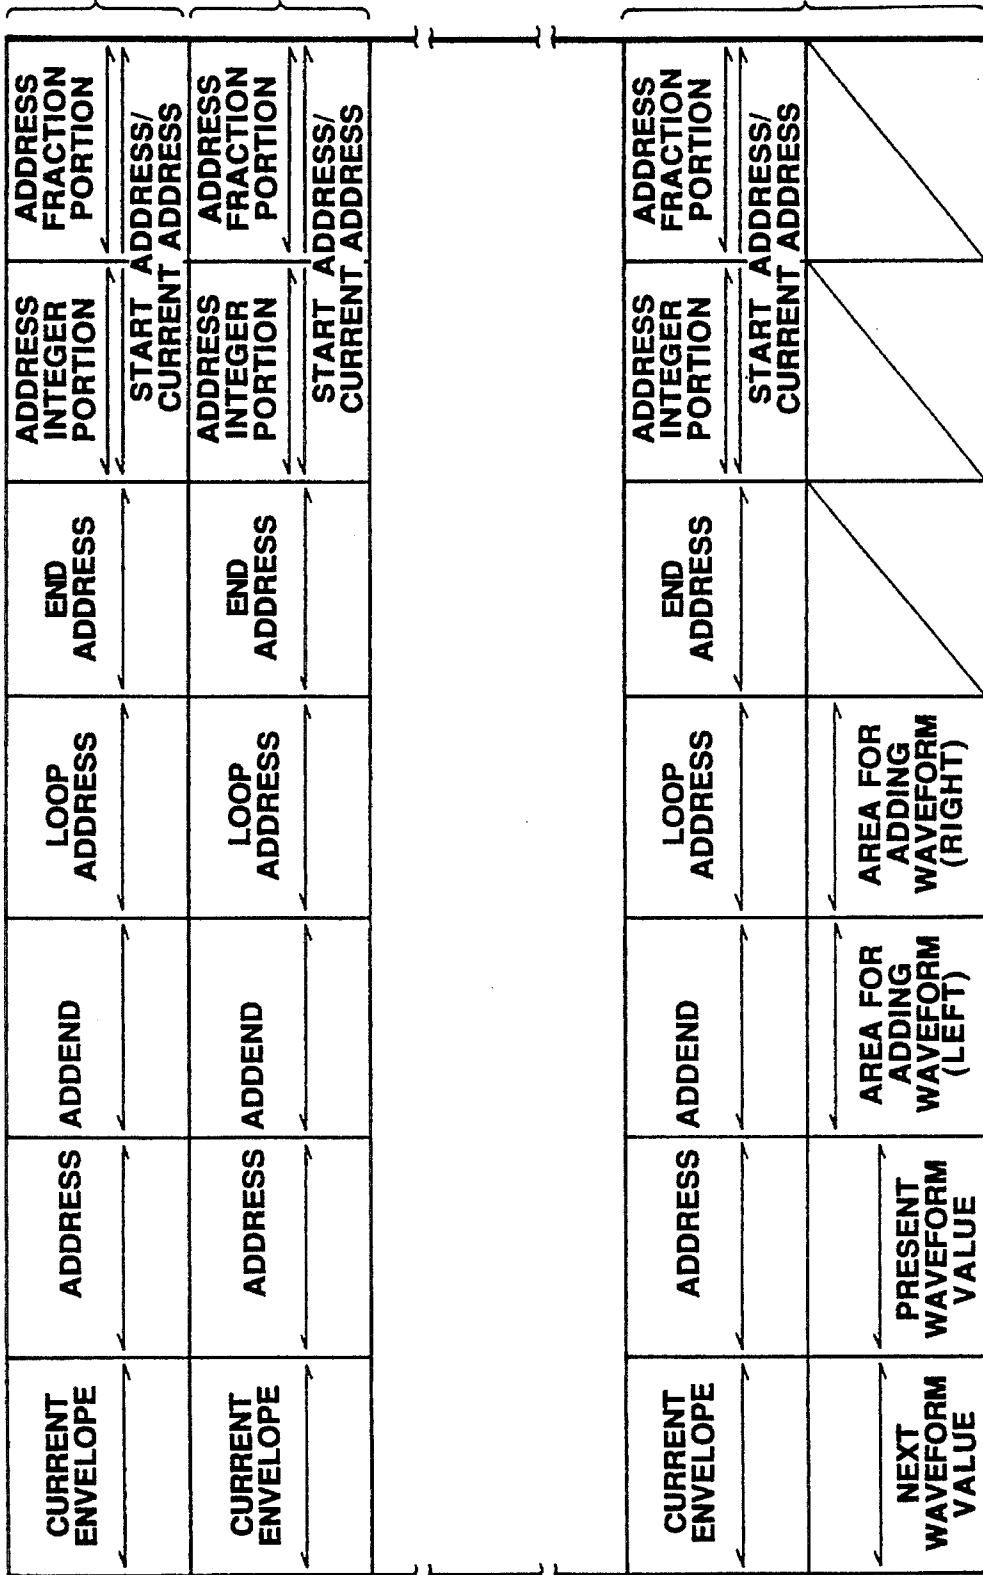 CURRENT
ENVELOPE
ADDRESS
ADDEND
LOOP
ADDRESS
END
ADDRESS
ADDRESS
INTEGER
PORTION
ADDRESS
FRACTION
PORTION
START ADDRESS/
CURRENT ADDRESS
CURRENT
ENVELOPE
ADDRESS
ADDEND
LOOP
ADDRESS
END
ADDRESS
ADDRESS
INTEGER
PORTION
ADDRESS
FRACTION
PORTION
START ADDRESS/
CURRENT ADDRESS
CURRENT
ENVELOPE
ADDRESS
ADDEND
LOOP
ADDRESS
END
ADDRESS
ADDRESS
INTEGER
PORTION
ADDRESS
FRACTION
PORTION
START ADDRESS/
CURRENT ADDRESS
NEXT
WAVEFORM
VALUE
PRESENT
WAVEFORM
VALUE
AREA FOR
ADDING
WAVEFORM
(LEFT)
AREA FOR
ADDING
WAVEFORM
(RIGHT)